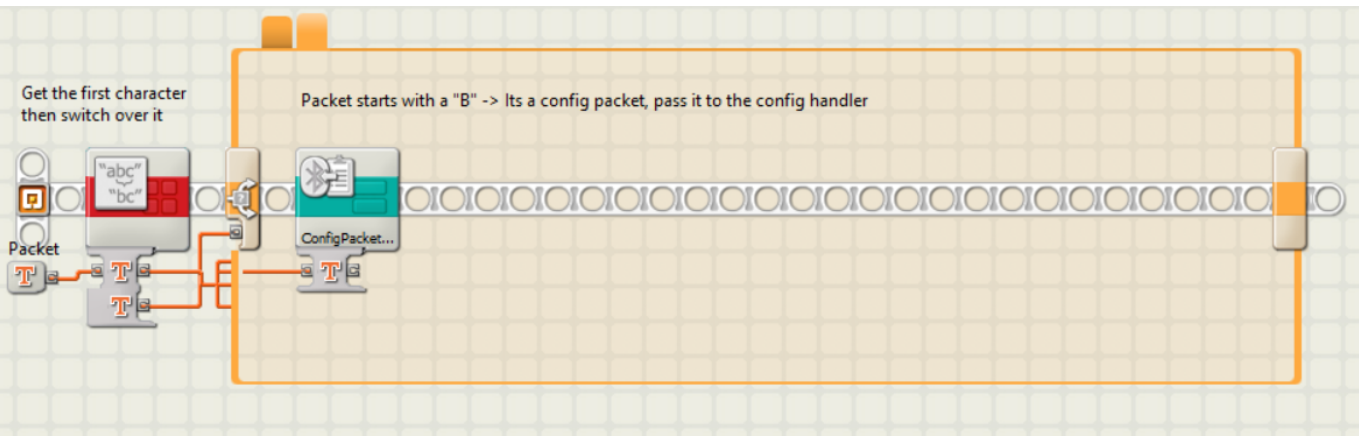 Get the first character
then switch over it
Packet starts with a "B" -> Its a config packet, pass it to the config handler
"abc"
"bc"
ConfigPacket...
Packet
T
T
T
T